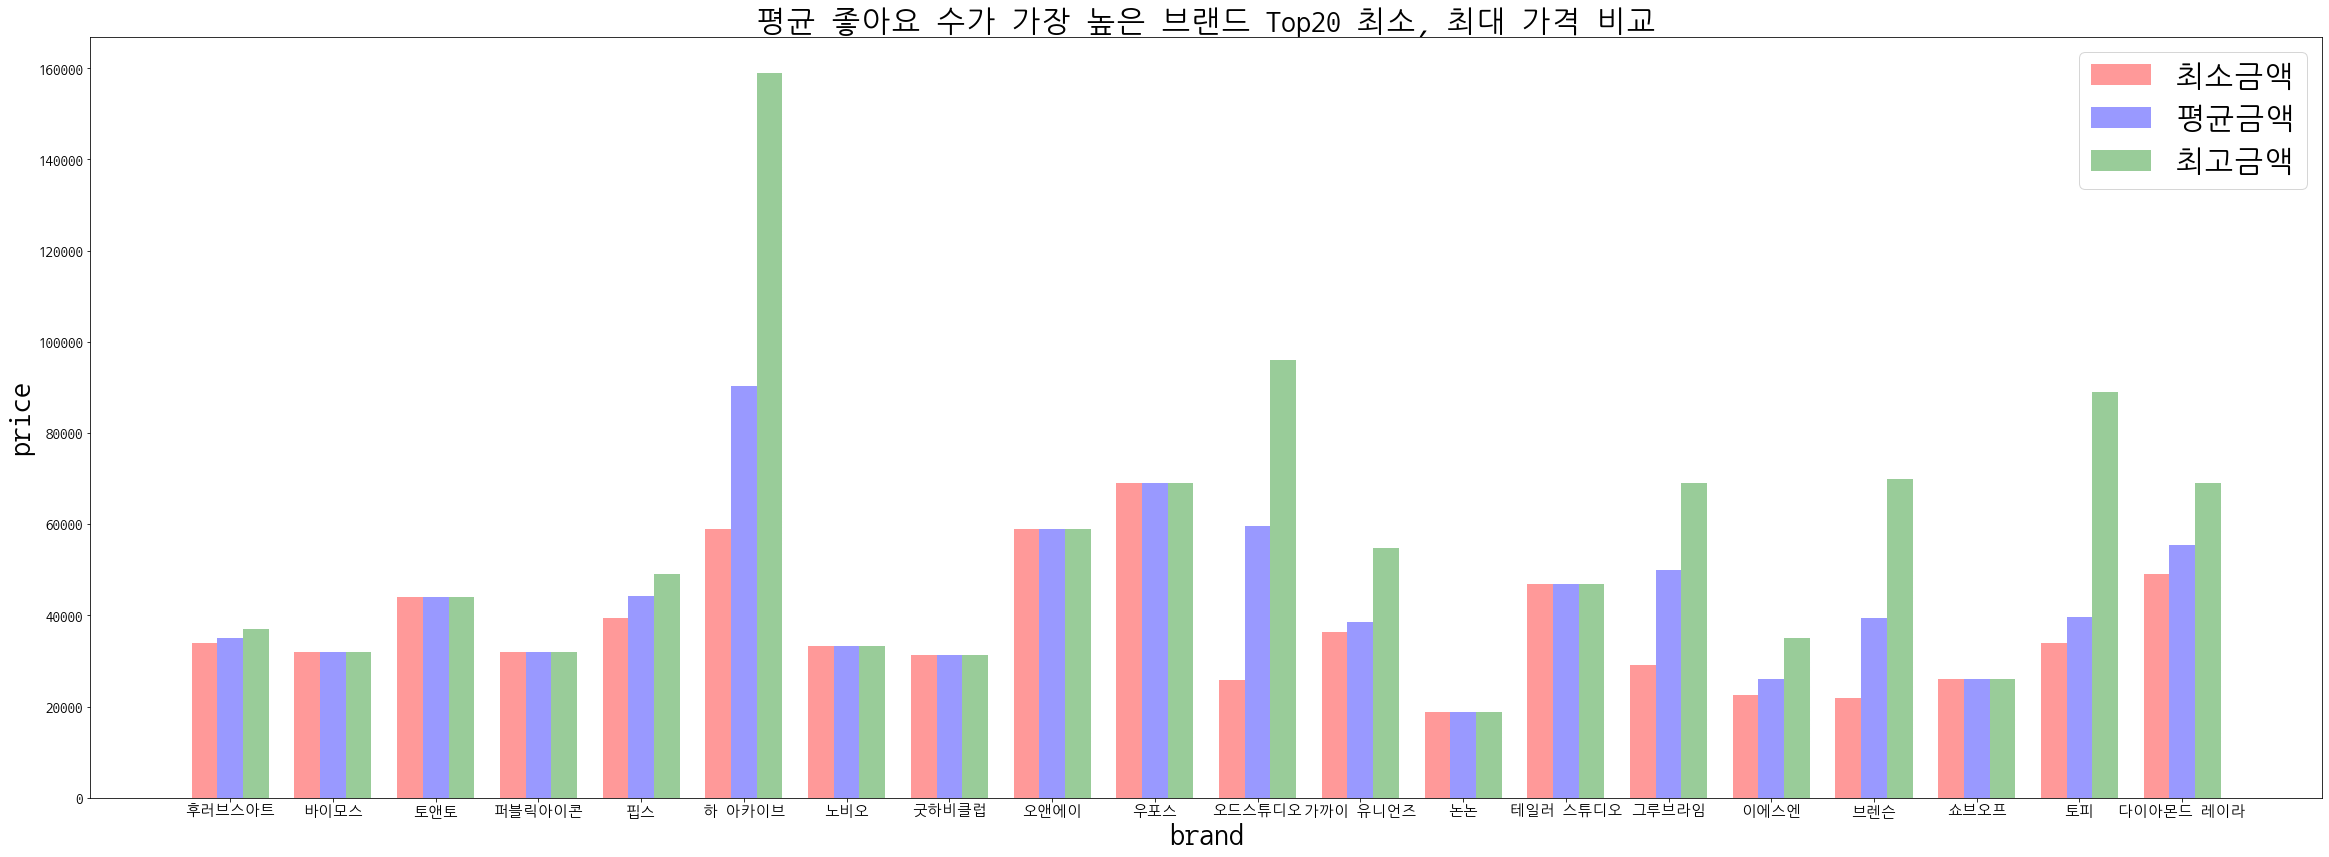 평균 좋아요 수가 가장 높은 브랜드 Top20 최소, 최대 가격 비교
최소금액
평균금액
최고금액
price
160000
140000
120000
100000
80000
60000
40000
20000
0
후러브스아트 바이모스 토앤토 퍼블릭아이콘 핍스 하 아카이브 노비오 굿하비클럽 오앤에이 우포스 오드스튜디오 가까이 유니언즈 논논 테일러 스튜디오 그루브라임 이에스엔 브렌슨 쇼브오프 토피 다이아몬드 레이라
brand